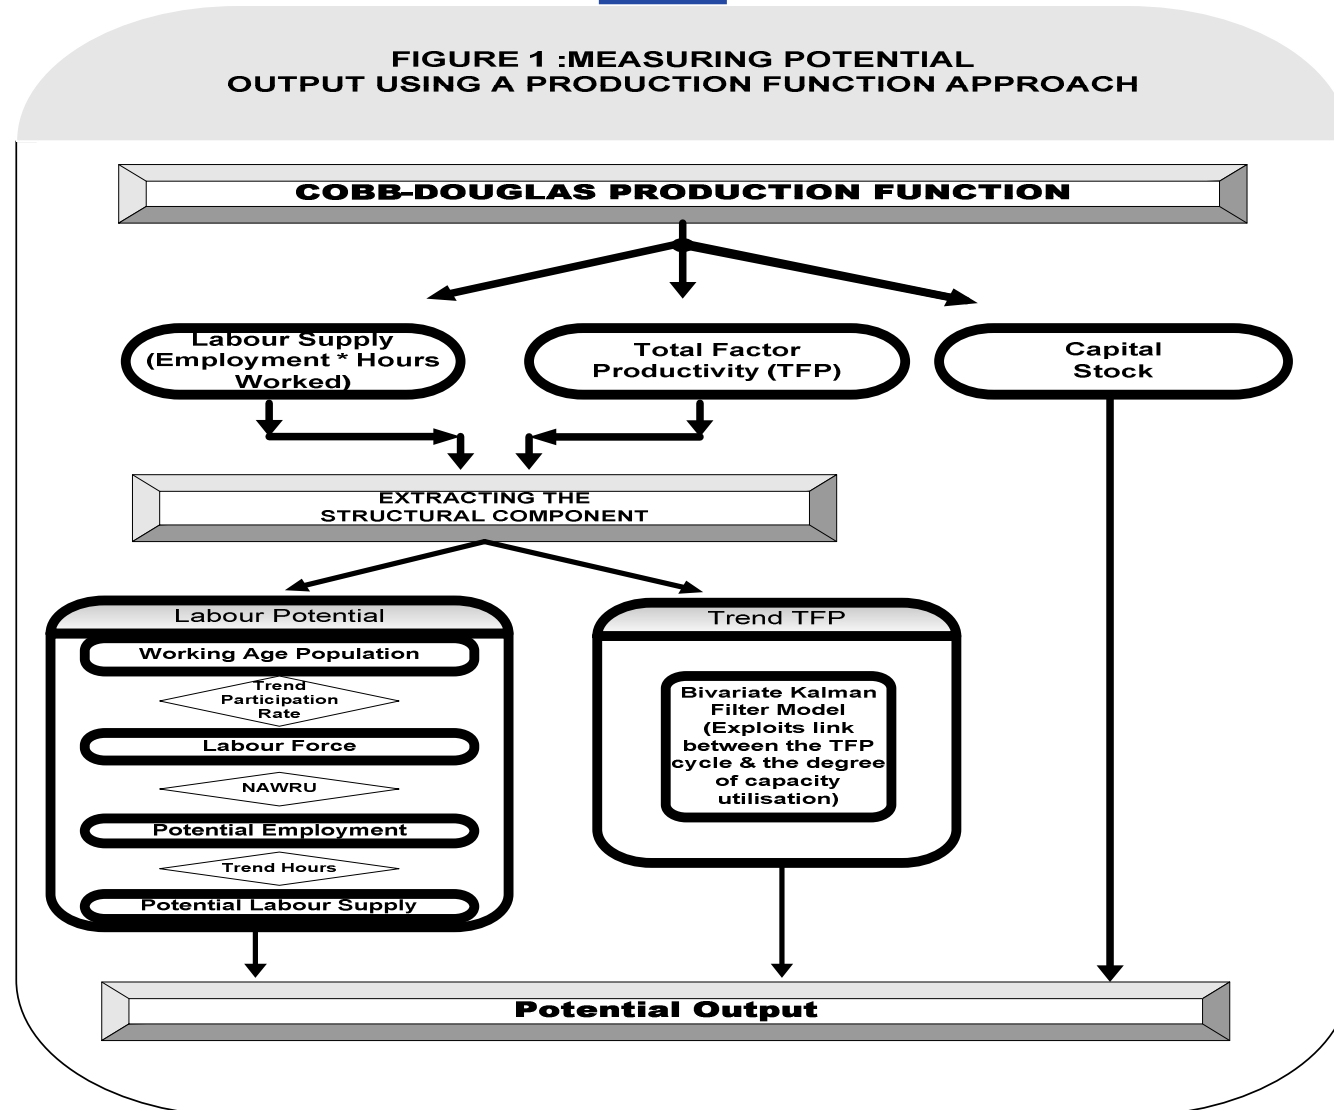 FIGURE 1 :MEASURING POTENTIAL
OUTPUT USING A PRODUCTION FUNCTION APPROACH
COBB-DOUGLAS PRODUCTION FUNCTION
Labour Supply
(Employment * Hours
Worked)
Total Factor
Productivity (TFP)
Capital
Stock
EXTRACTING THE
STRUCTURAL COMPONENT
Labour Potential
Working Age Population
Trend
Participation
Rate
Labour Force
NAWRU
Potential Employment
Trend Hours
Potential Labour Supply
Trend TFP
Bivariate Kalman
Filter Model
(Exploits link
between the TFP
cycle & the degree
of capacity
utilisation)
Potential Output